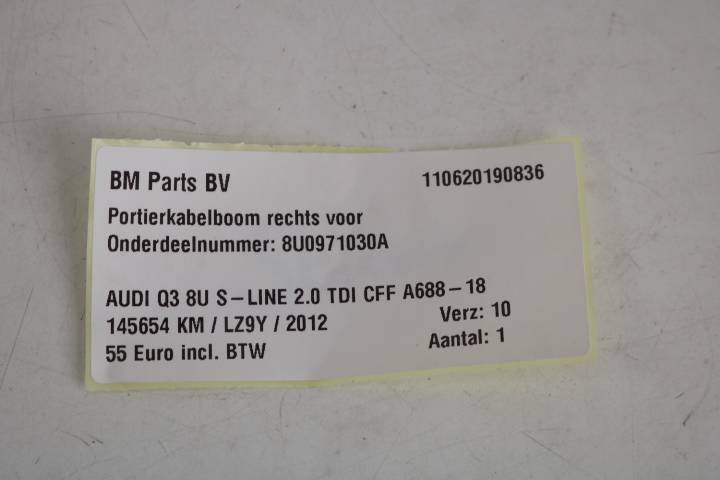 BM Parts BV 110620190836
Portierkabelboom rechts voor
Onderdeelnummer: 8U0971030A
AUDI Q3 8U S-LINE 2.0 TDI CFF A688-18
145654 KM / LZ9Y / 2012 Verz: 10
55 Euro incl. BTW Aantal: 1